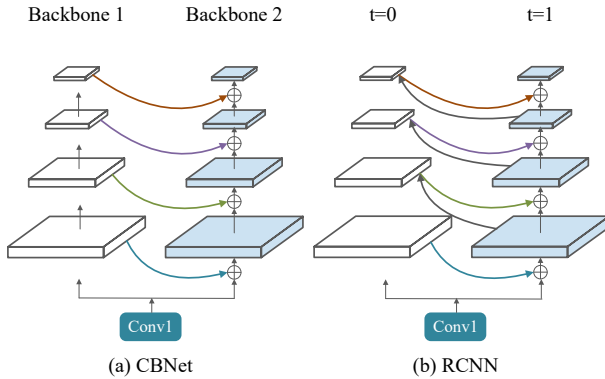 Backbone 1 Backbone 2 t=0 t=1
Conv1 Conv1
(a) CBNet (b) RCNN